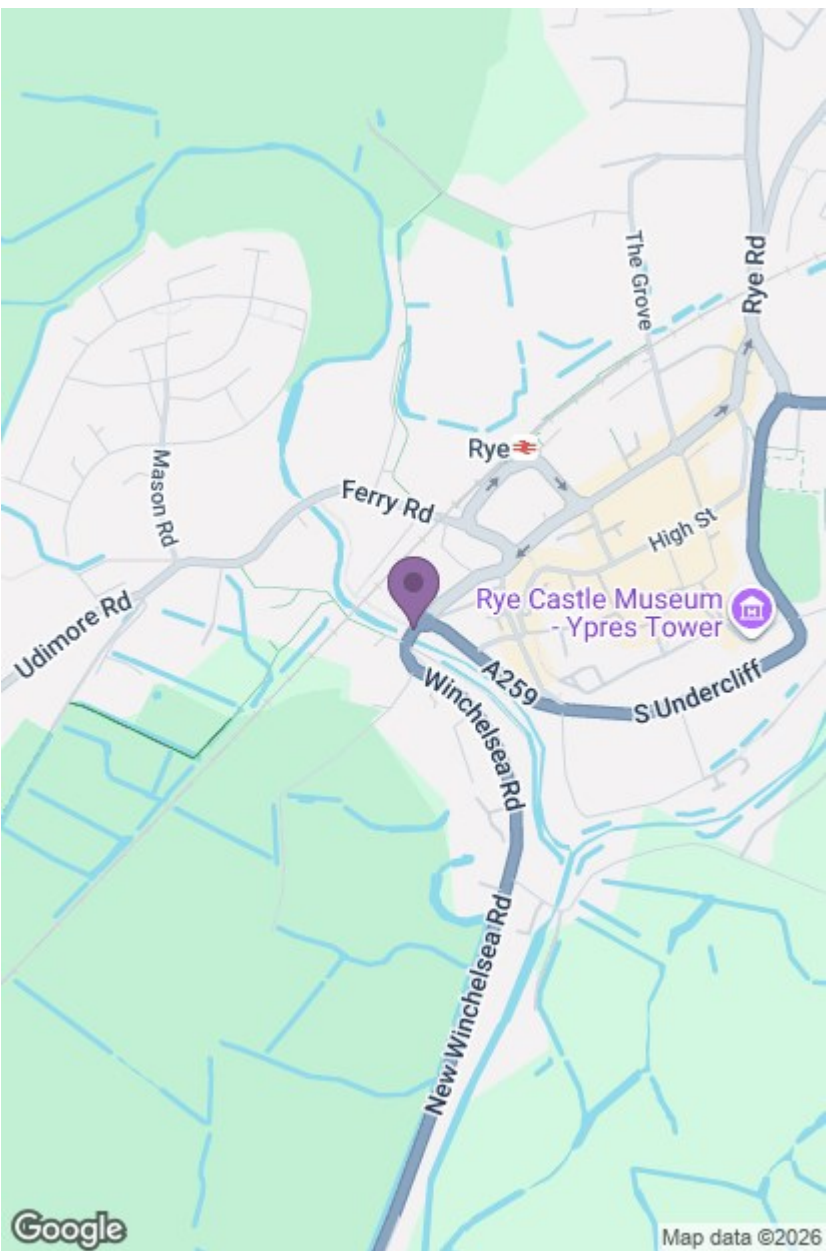 The Grove
Rye Rd
Rye
Mason Rd
Ferry Rd
High St
Rye Castle Museum
- Ypres Tower
Udimore Rd
A259
S Undercliff
Winchelsea Rd
New Winchelsea Rd
Google
Map data ©2026